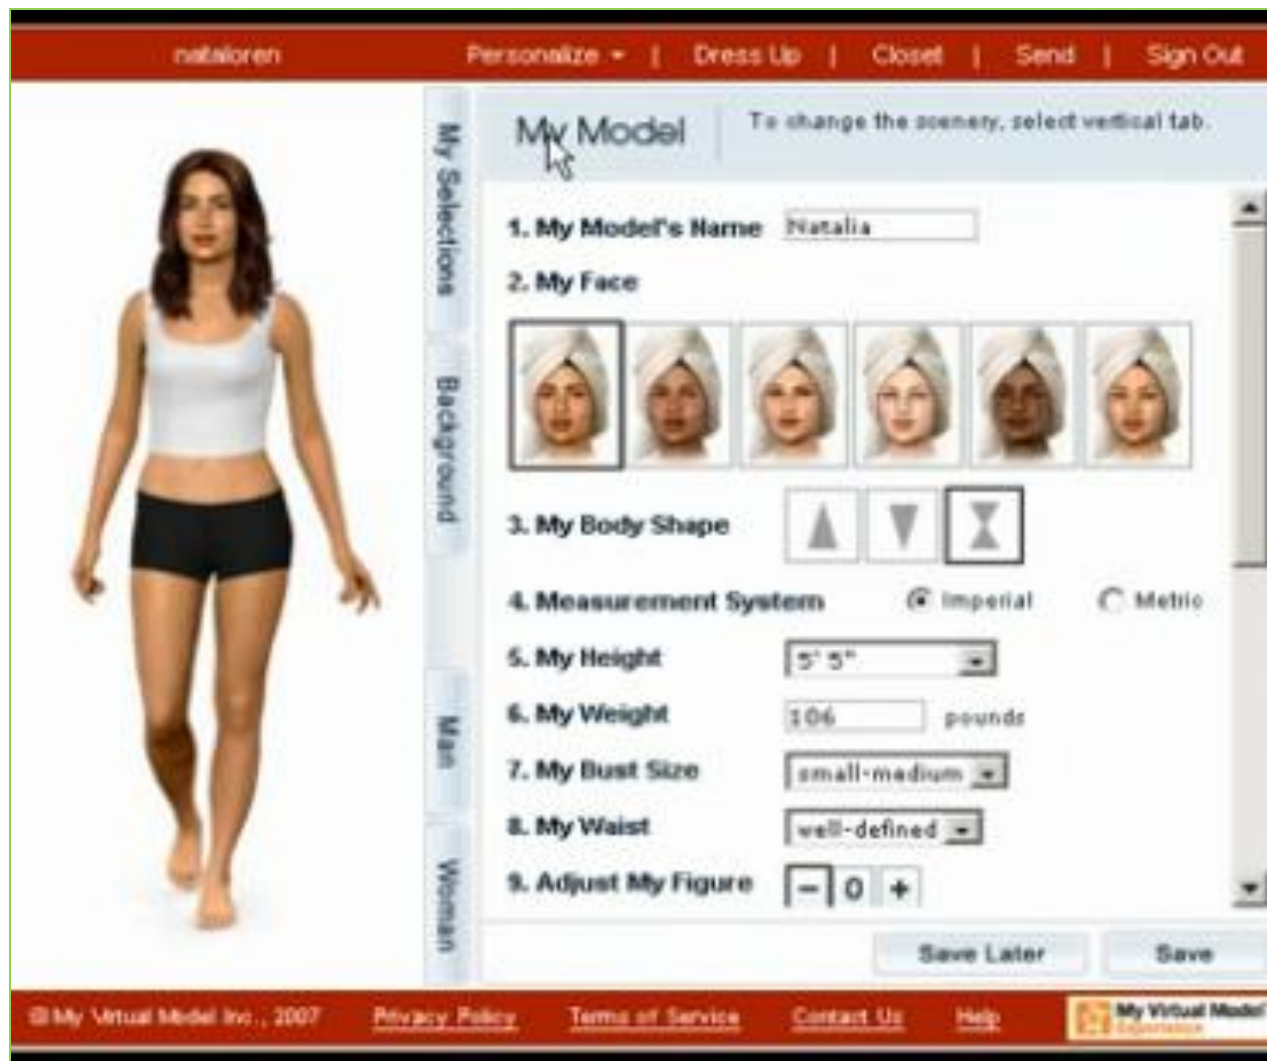 nataloren
Personalize | Dress Up | Closet | Send | Sign Out
My Selections
Background
Man
Woman
My Model
To change the scenery, select vertical tab.
1. My Model's Name Natalia
2. My Face
3. My Body Shape
4. Measurement System Imperial Metric
5. My Height 5' 5"
6. My Weight 106 pounds
7. My Bust Size small-medium
8. My Waist well-defined
9. Adjust My Figure - 0 +
Save Later Save
© My Virtual Model Inc., 2007 Privacy Policy Terms of Service Contact Us Help
My Virtual Model
Experience